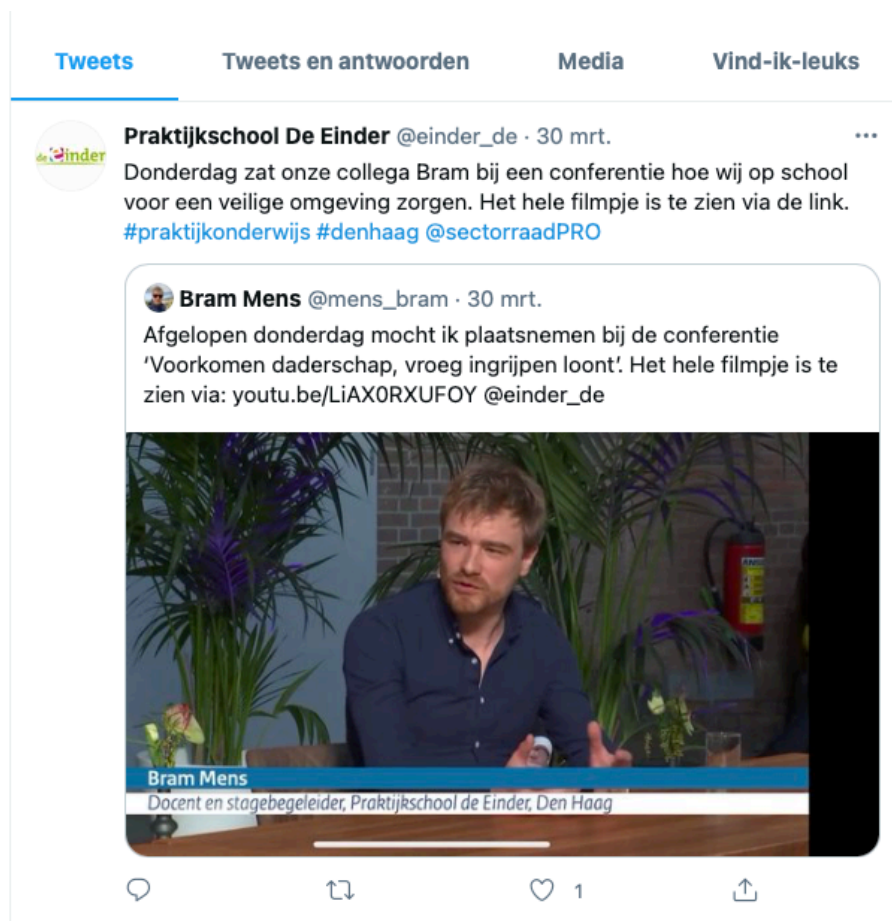 Tweets Tweets en antwoorden Media Vind-ik-leuks
de einder
Praktijkschool De Einder @einder_de · 30 mrt.
Donderdag zat onze collega Bram bij een conferentie hoe wij op school
voor een veilige omgeving zorgen. Het hele filmpje is te zien via de link.
#praktijkonderwijs #denhaag @sectorraadPRO
Bram Mens @mens_bram · 30 mrt.
Afgelopen donderdag mocht ik plaatsnemen bij de conferentie
‘Voorkomen daderschap, vroeg ingrijpen loont’. Het hele filmpje is te
zien via: youtu.be/LiAX0RXUFOY @einder_de
Bram Mens
Docent en stagebegeleider, Praktijkschool de Einder, Den Haag
1